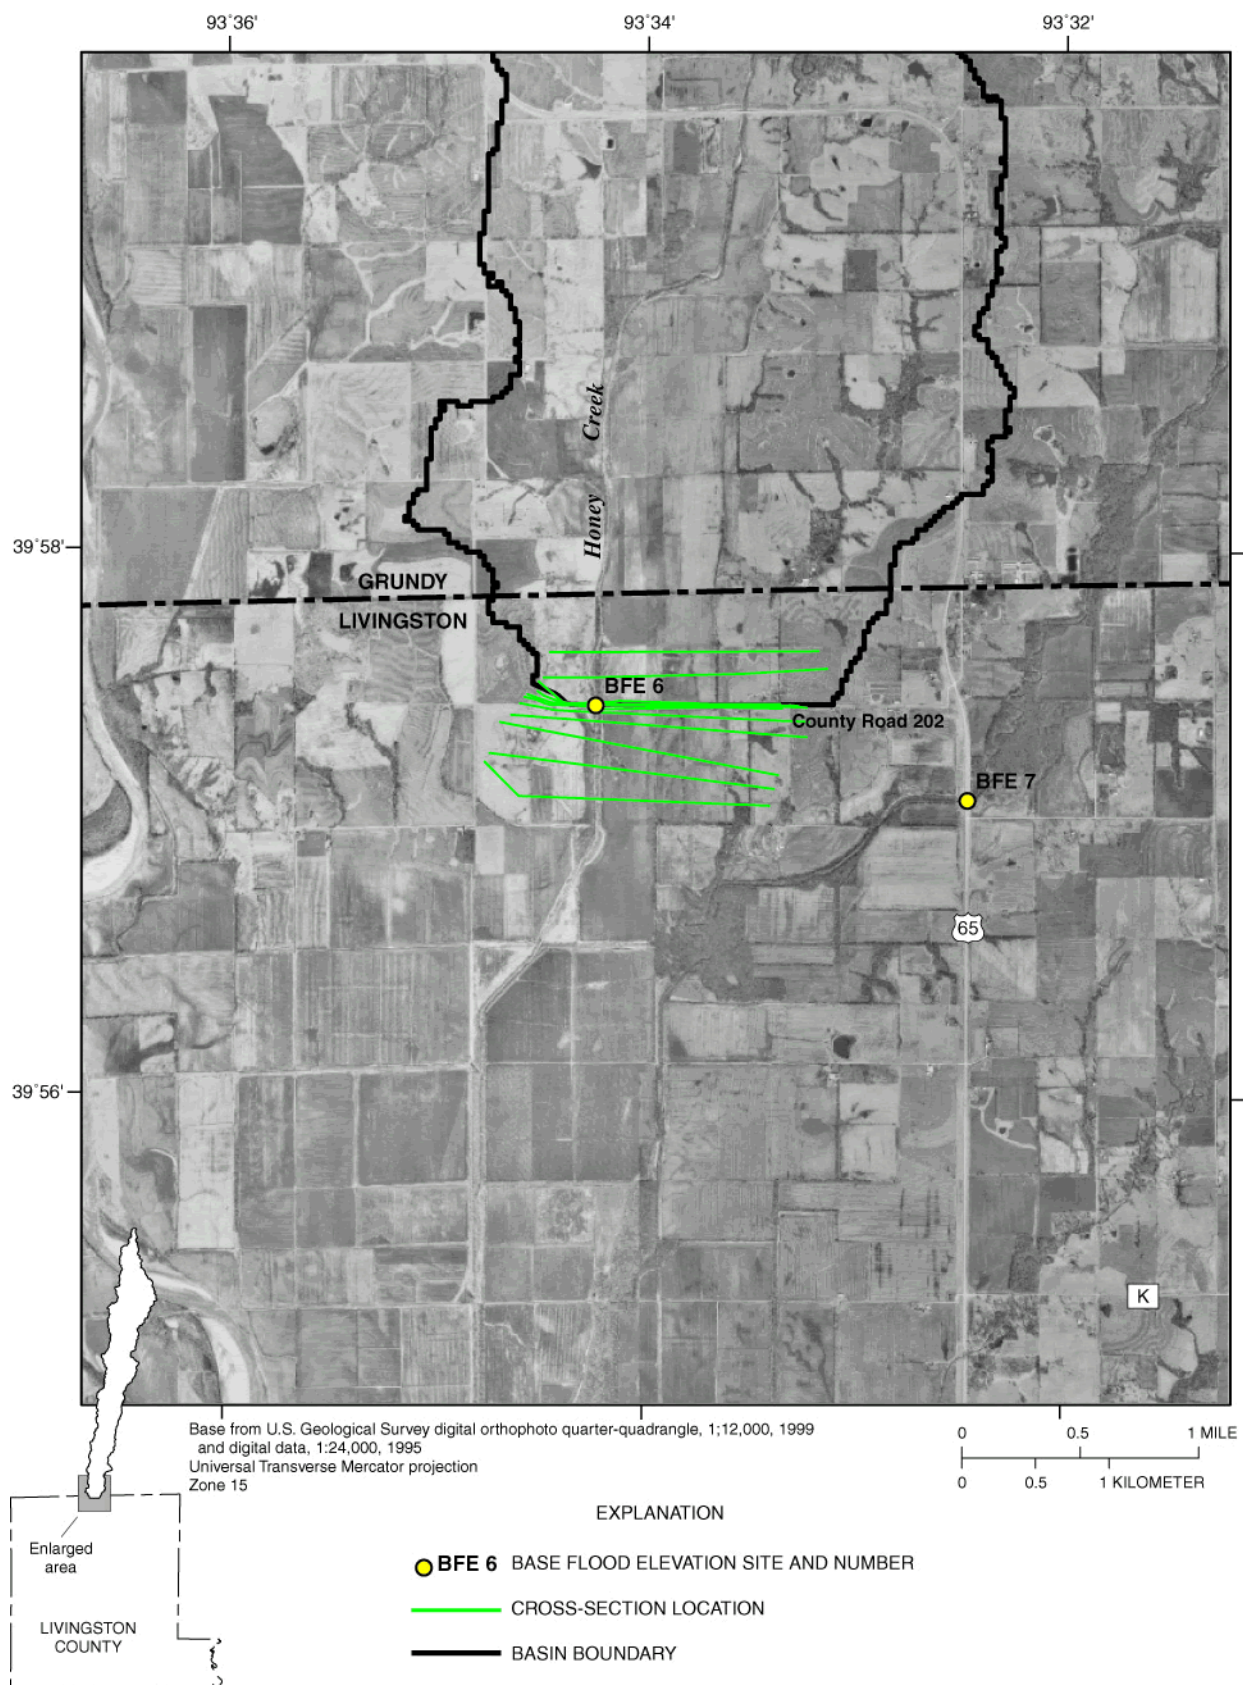 93˚36'
93˚34'
93˚32'
Honey Creek
39˚58'
GRUNDY
LIVINGSTON
BFE 6
County Road 202
BFE 7
65
39˚56'
K
Base from U.S. Geological Survey digital orthophoto quarter-quadrangle, 1;12,000, 1999
and digital data, 1:24,000, 1995
Universal Transverse Mercator projection
Zone 15
0 0.5 1 MILE
0 0.5 1 KILOMETER
EXPLANATION
Enlarged
area
BFE 6 BASE FLOOD ELEVATION SITE AND NUMBER
CROSS-SECTION LOCATION
LIVINGSTON
COUNTY
BASIN BOUNDARY